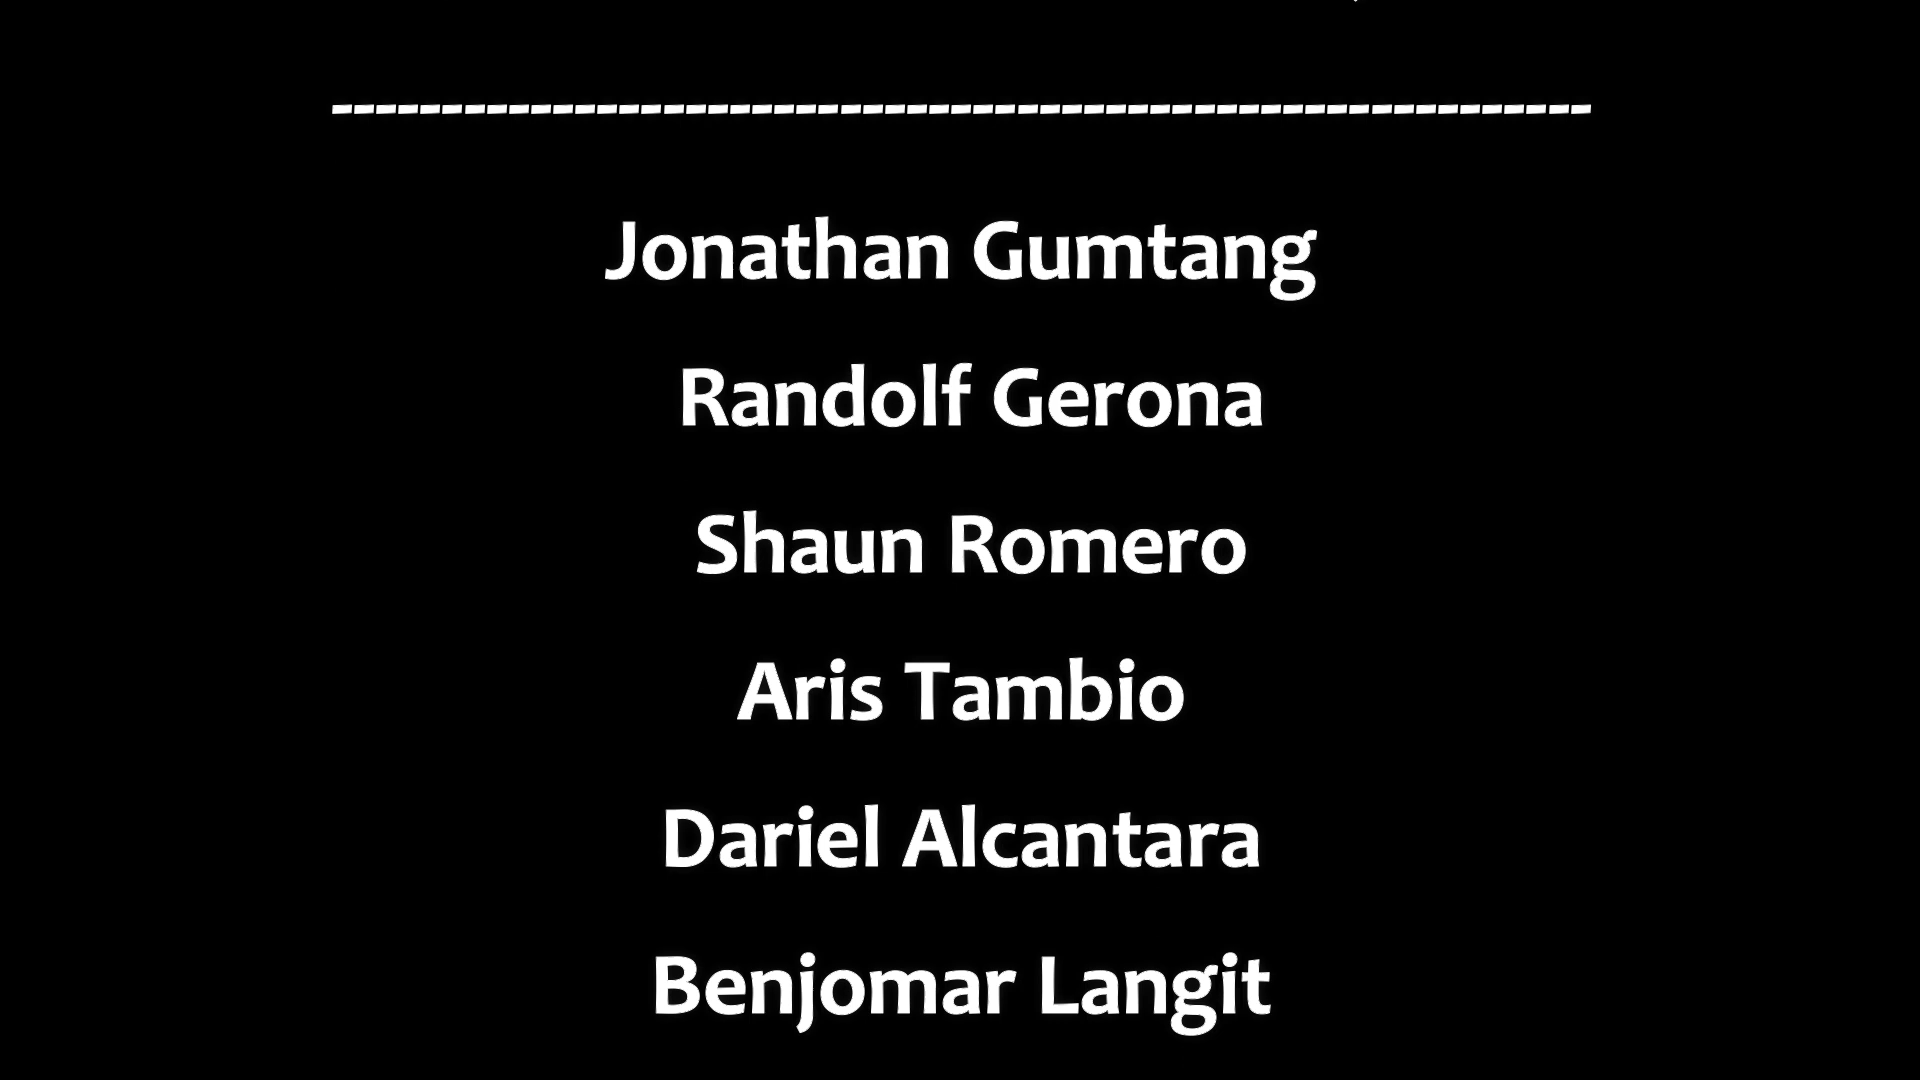 ---------------------------------------------------------
Jonathan Gumtang
Randolf Gerona
Shaun Romero
Aris Tambio
Dariel Alcantara
Benjomar Langit